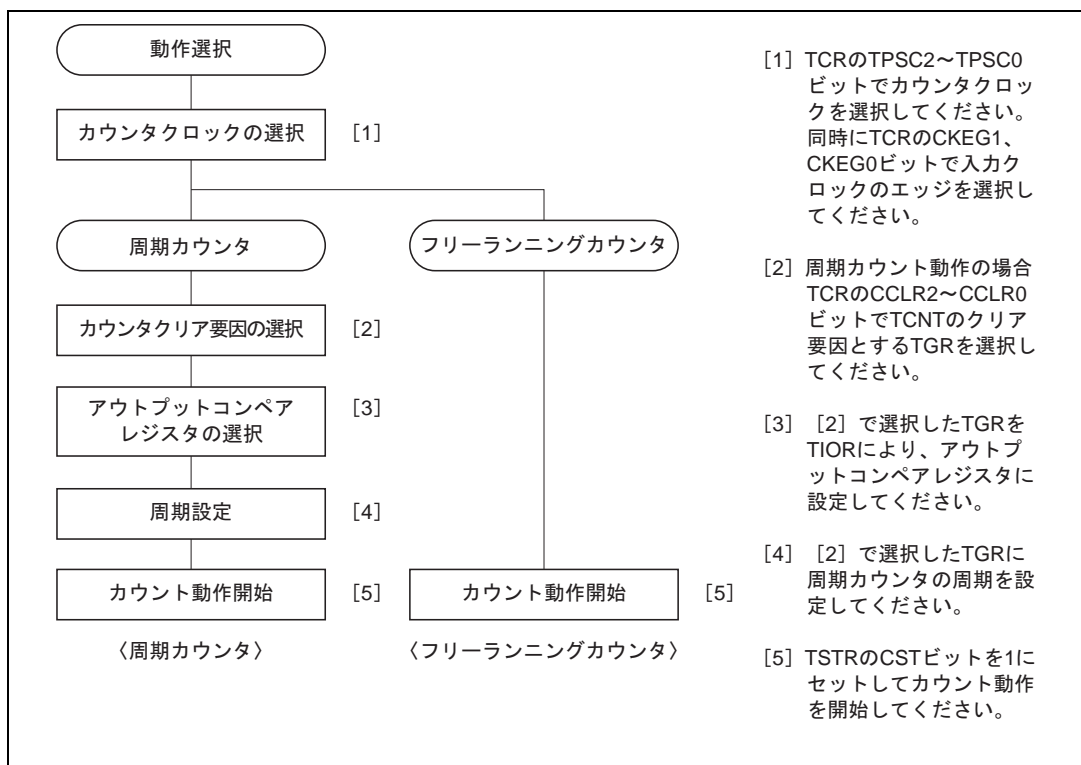 動作選択
カウンタクロックの選択 [1]
周期カウンタ
フリーランニングカウンタ
カウンタクリア要因の選択 [2]
アウトプットコンペア
レジスタの選択
[3]
周期設定 [4]
カウント動作開始 [5]
カウント動作開始 [5]
〈周期カウンタ〉
〈フリーランニングカウンタ〉
[1] TCRのTPSC2～TPSC0
ビットでカウンタクロッ
クを選択してください。
同時にTCRのCKEG1、
CKEG0ビットで入力ク
ロックのエッジを選択し
てください。
[2] 周期カウント動作の場合
TCRのCCLR2～CCLR0
ビットでTCNTのクリア
要因とするTGRを選択し
てください。
[3] [2]で選択したTGRを
TIORにより、アウトプ
ットコンペアレジスタに
設定してください。
[4] [2]で選択したTGRに
周期カウンタの周期を設
定してください。
[5] TSTRのCSTビットを1に
セットしてカウント動作
を開始してください。